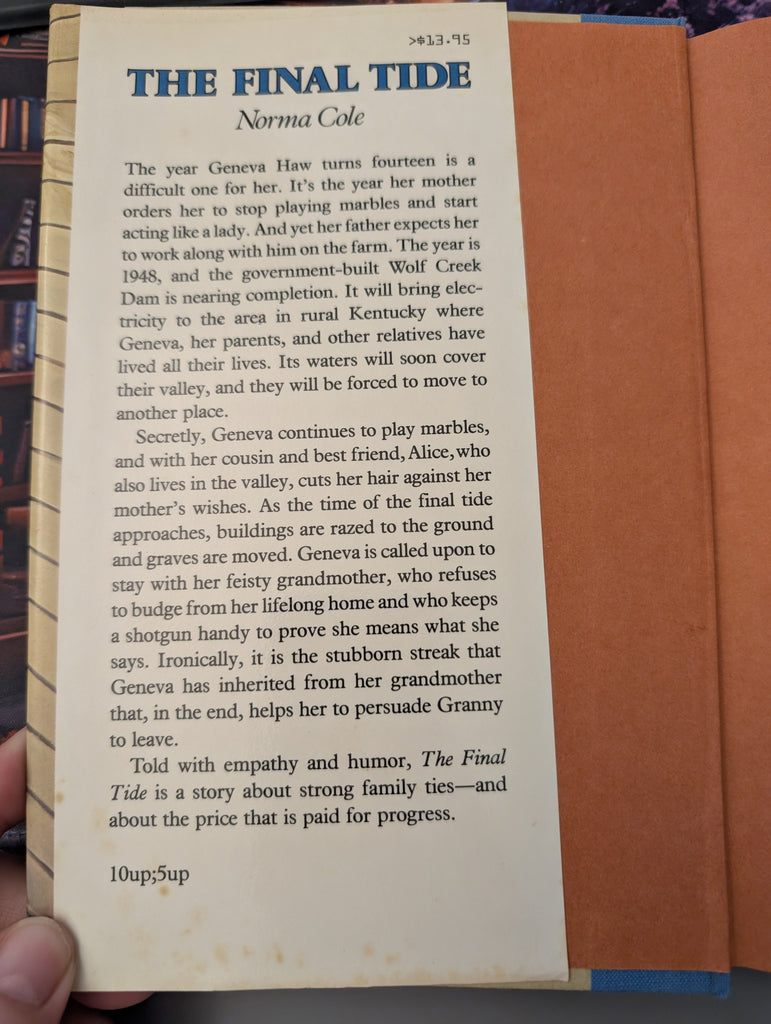 >$13.95
THE FINAL TIDE
Norma Cole
The year Geneva Haw turns fourteen is a
difficult one for her. It's the year her mother
orders her to stop playing marbles and start
acting like a lady. And yet her father expects her
to work along with him on the farm. The year is
1948, and the government-built Wolf Creek
Dam is nearing completion. It will bring elec-
tricity to the area in rural Kentucky where
Geneva, her parents, and other relatives have
lived all their lives. Its waters will soon cover
their valley, and they will be forced to move to
another place.
Secretly, Geneva continues to play marbles,
and with her cousin and best friend, Alice, who
also lives in the valley, cuts her hair against her
mother's wishes. As the time of the final tide
approaches, buildings are razed to the ground
and graves are moved. Geneva is called upon to
stay with her feisty grandmother, who refuses
to budge from her lifelong home and who keeps
a shotgun handy to prove she means what she
says. Ironically, it is the stubborn streak that
Geneva has inherited from her grandmother
that, in the end, helps her to persuade Granny
to leave.
Told with empathy and humor, The Final
Tide is a story about strong family ties—and
about the price that is paid for progress.
10up;5up